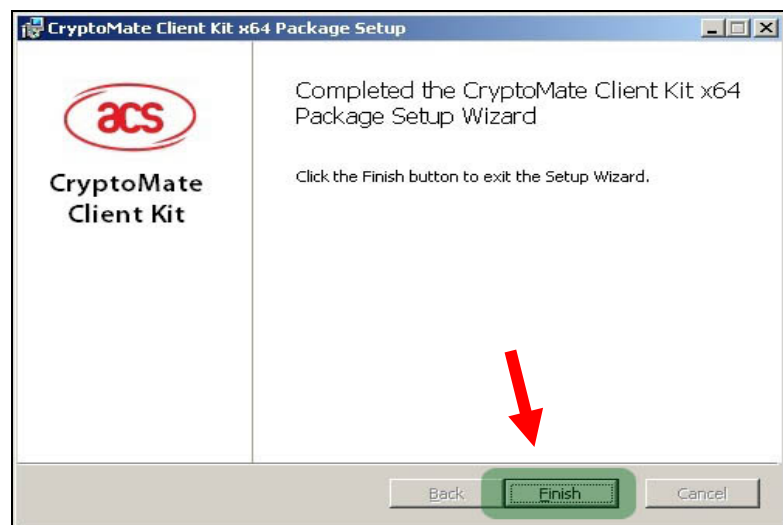 CryptoMate Client Kit x64 Package Setup
acs
CryptoMate
Client Kit
Completed the CryptoMate Client Kit x64
Package Setup Wizard
Click the Finish button to exit the Setup Wizard.
Back
Finish
Cancel